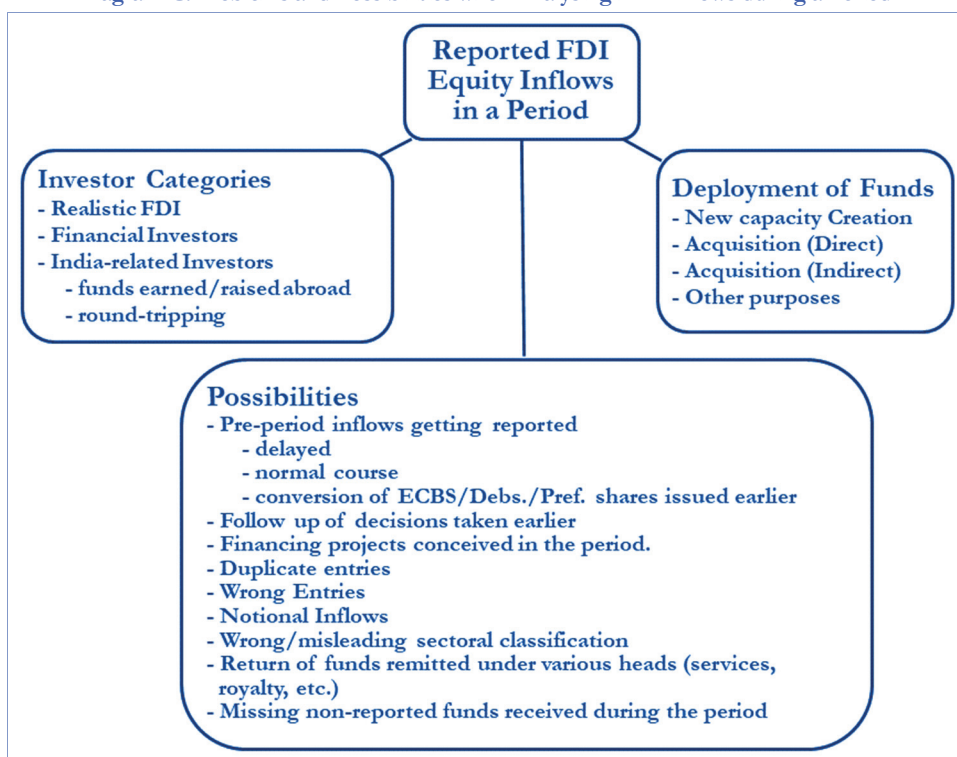 Reported FDI
Equity Inflows
in a Period
Investor Categories
- Realistic FDI
- Financial Investors
- India-related Investors
- funds earned/raised abroad
- round-tripping
Deployment of Funds
- New capacity Creation
- Acquisition (Direct)
- Acquisition (Indirect)
- Other purposes
Possibilities
- Pre-period inflows getting reported
- delayed
- normal course
- conversion of ECBS/Debs./Pref. shares issued earlier
- Follow up of decisions taken earlier
- Financing projects conceived in the period.
- Duplicate entries
- Wrong Entries
- Notional Inflows
- Wrong/misleading sectoral classification
- Return of funds remitted under various heads (services,
royalty, etc.)
- Missing non-reported funds received during the period